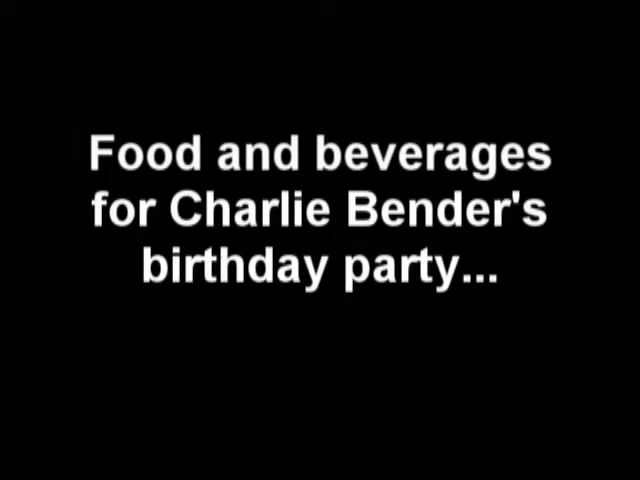 Food and beverages
for Charlie Bender's
birthday party...